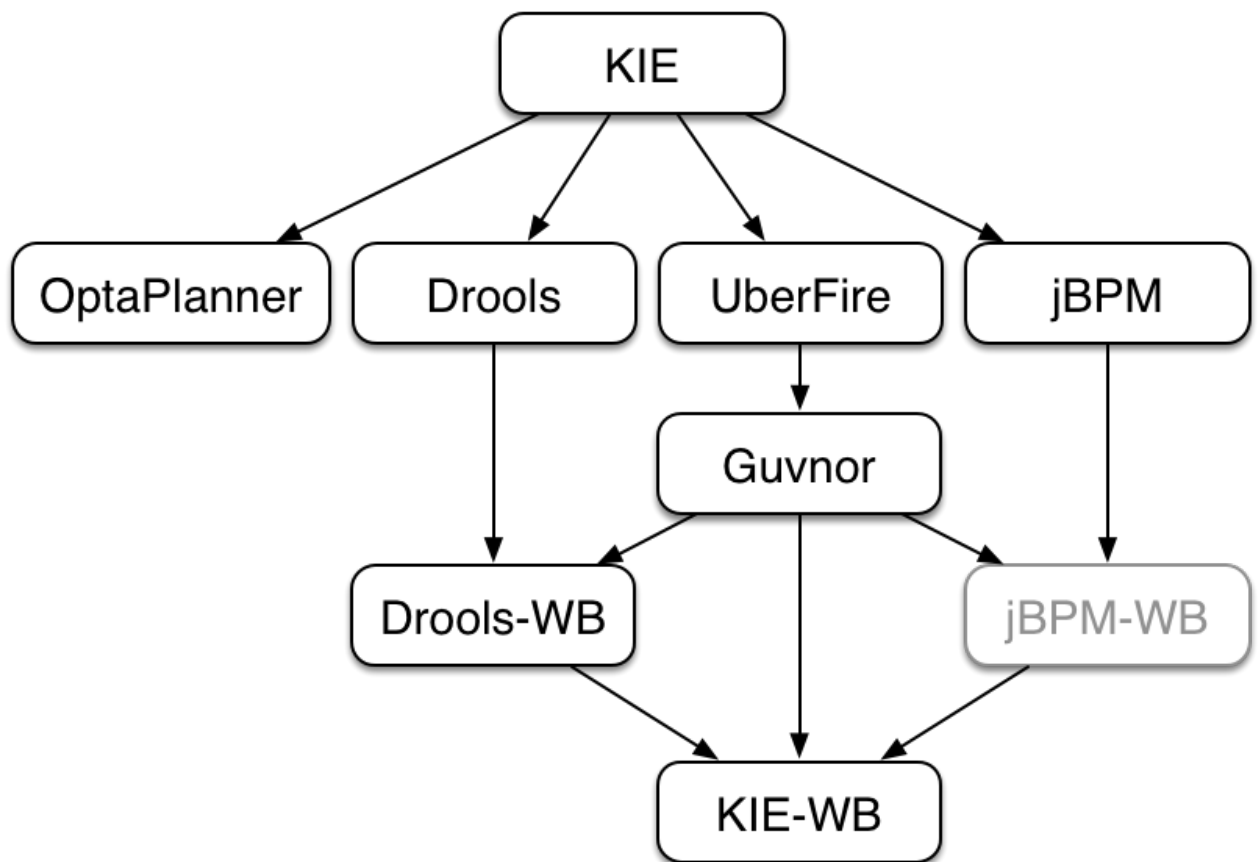 KIE
OptaPlanner
Drools
UberFire
jBPM
Guvnor
Drools-WB
jBPM-WB
KIE-WB